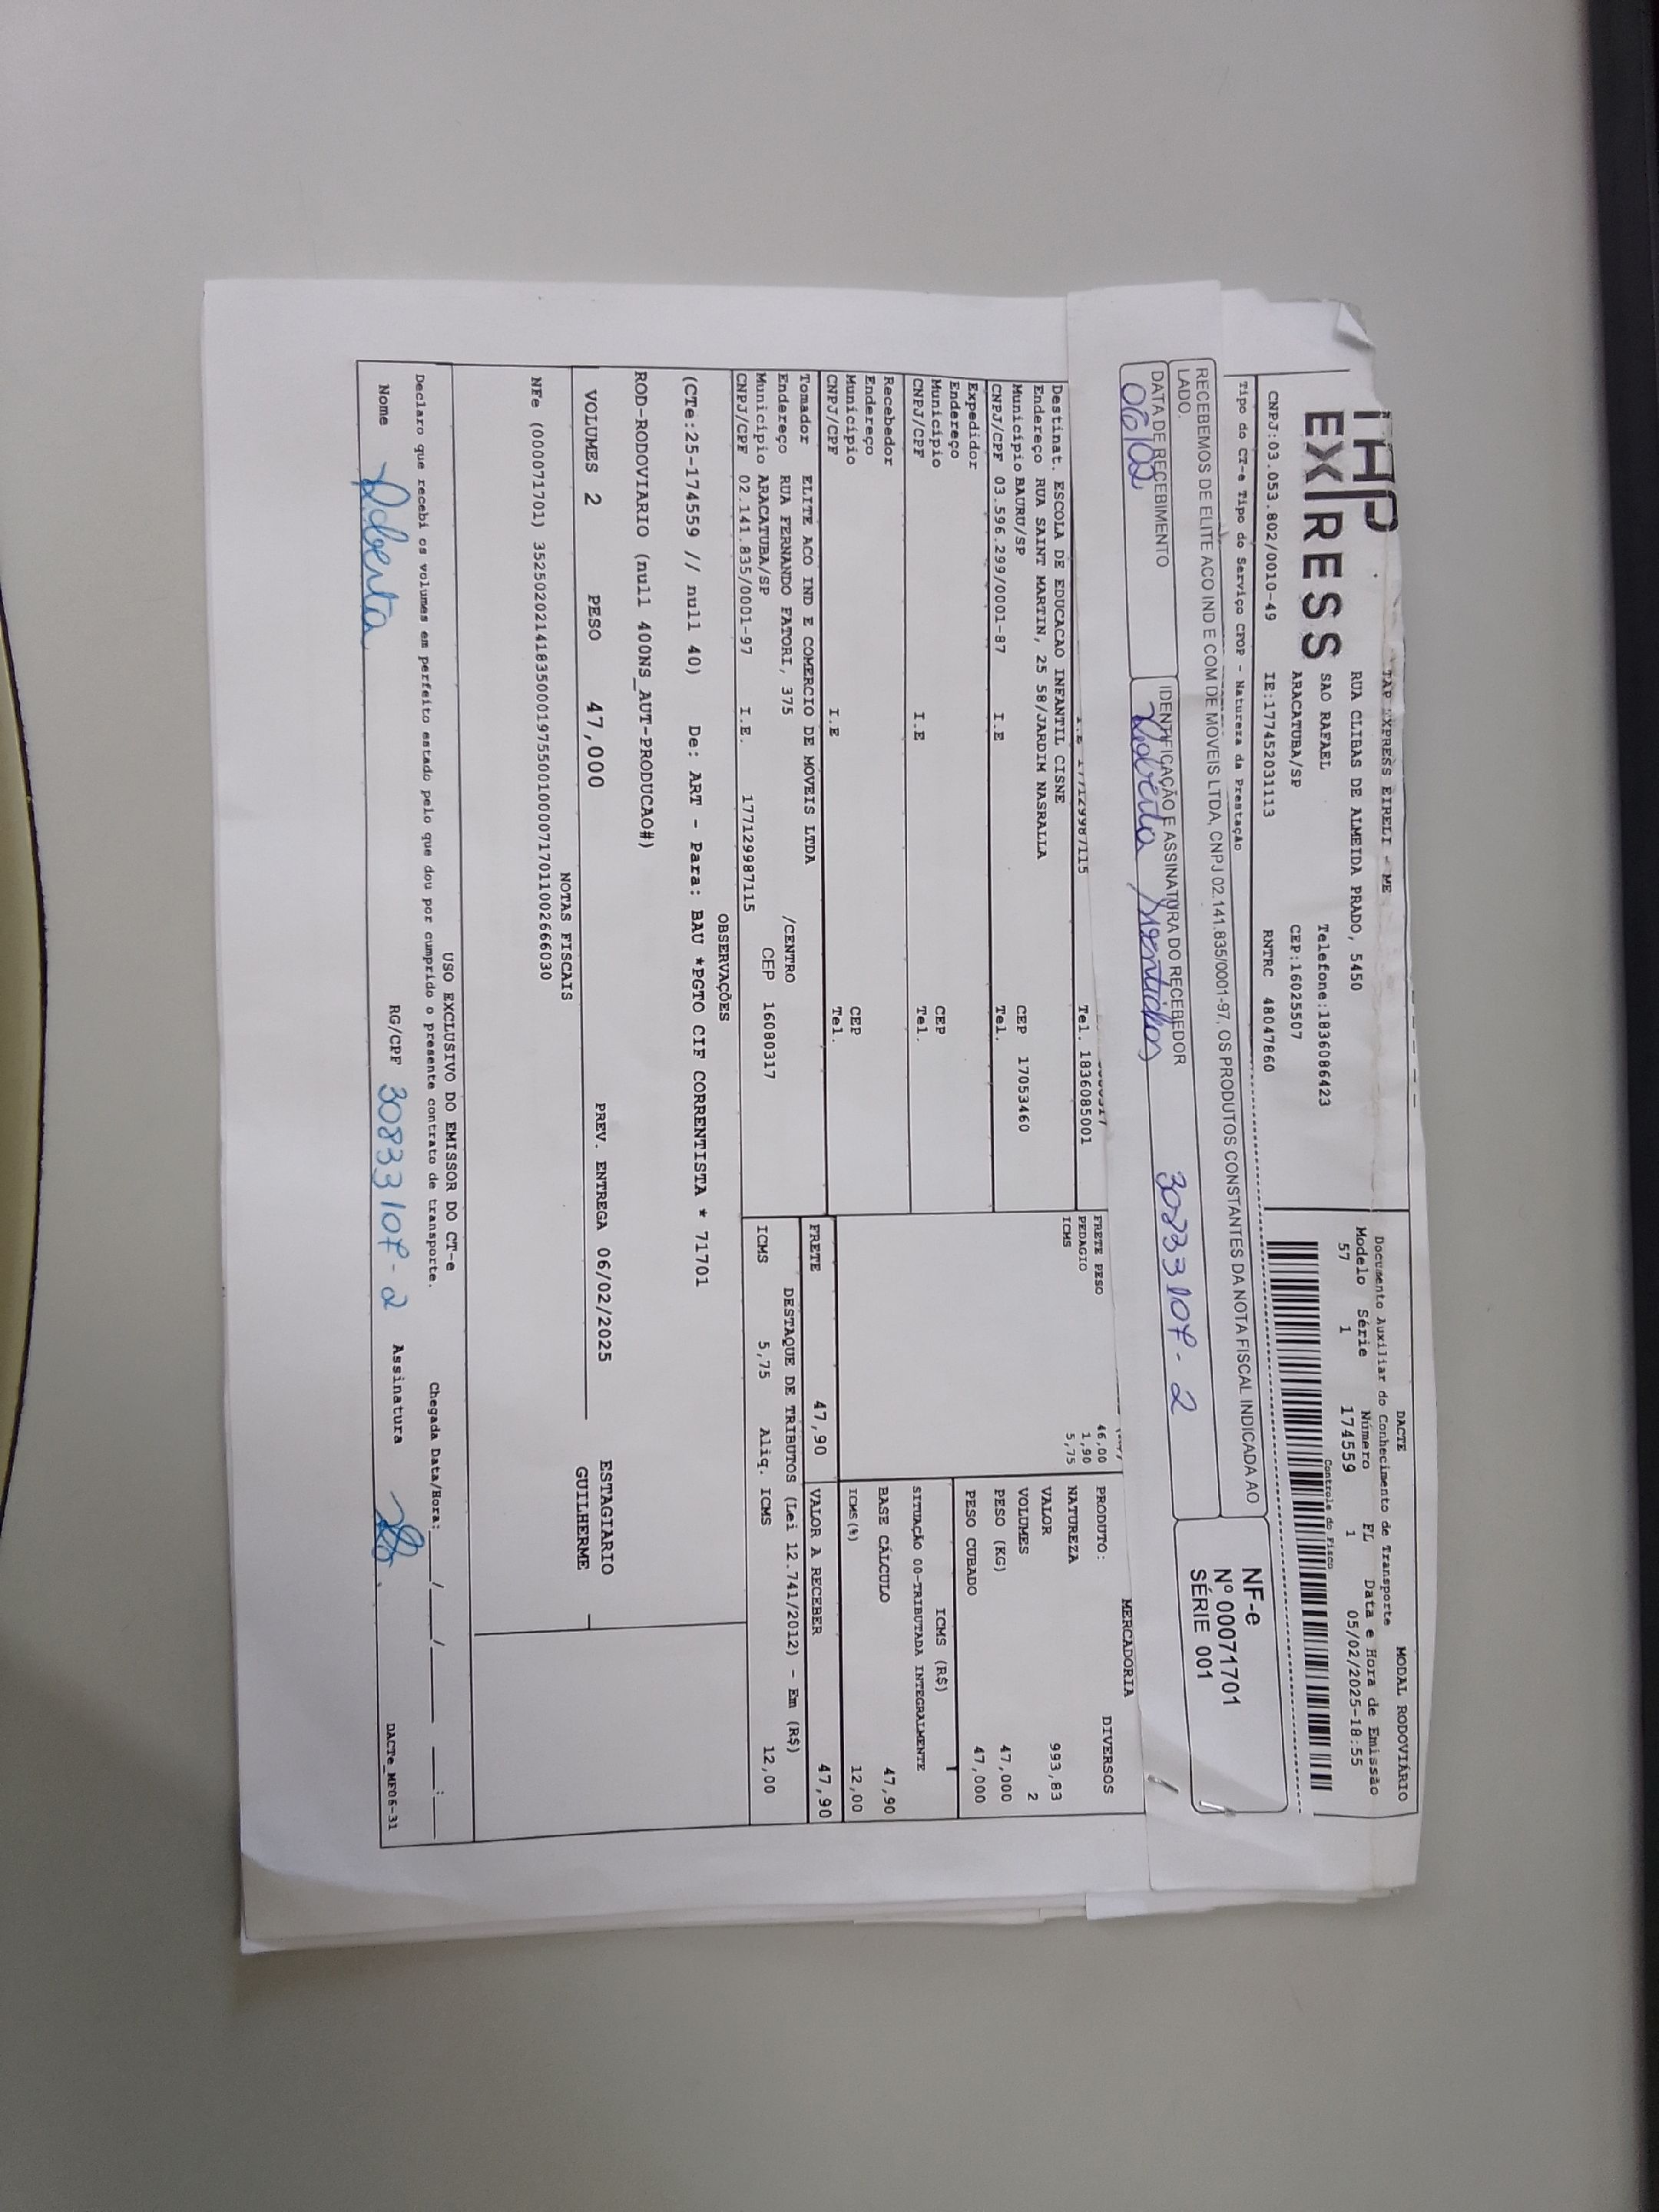 TAP EXPRESS EIRELI - ME
RUA CLIBAS DE ALMEIDA PRADO, 5450
SAO RAFAEL Telefone:1836086423
ARACATUBA/SP CEP:16025507
EXPRESS
CNPJ:03.053.802/0010-49 IE:177452031113 RNTRC 48047860
DACTE MODAL RODOVIÁRIO
Documento Auxiliar do Conhecimento de Transporte
Modelo Série Número FL Data e Hora de Emissão
57 1 174559 1 05/02/2025-18:55
Controle do Fisco
Tipo do CT-e Tipo do Serviço CFOP - Natureza da Prestação
RECEBEMOS DE ELITE ACO IND E COM DE MOVEIS LTDA, CNPJ 02.141.835/0001-97, OS PRODUTOS CONSTANTES DA NOTA FISCAL INDICADA AO
LADO.
DATA DE RECEBIMENTO IDENTIFICAÇÃO E ASSINATURA DO RECEBEDOR
06/02 Roberta 30833107-2
NF-e
Nº 00071701
SÉRIE 001
I.E 177129987115 Tel. 1836085001
Destinat. ESCOLA DE EDUCACAO INFANTIL CISNE
Endereço RUA SAINT MARTIN, 25 58/JARDIM NASRALLA
Município BAURU/SP CEP 17053460
CNPJ/CPF 03.596.299/0001-87 I.E Tel.
Expedidor
Endereço
Município CEP
CNPJ/CPF I.E Tel.
Recebedor
Endereço
Município CEP
CNPJ/CPF I.E Tel.
Tomador ELITE ACO IND E COMERCIO DE MOVEIS LTDA
Endereço RUA FERNANDO FATORI, 375 /CENTRO
Município ARACATUBA/SP CEP 16080317
CNPJ/CPF 02.141.835/0001-97 I.E. 177129987115
FRETE PESO 46,00
PEDAGIO 1,90
ICMS 5,75
FRETE 47,90
MERCADORIA
PRODUTO: DIVERSOS
NATUREZA
VALOR 993,83
VOLUMES 2
PESO (KG) 47,000
PESO CUBADO 47,000
ICMS (R$)
SITUAÇÃO 00-TRIBUTADA INTEGRALMENTE
BASE CÁLCULO 47,90
ICMS(%) 12,00
VALOR A RECEBER 47,90
DESTAQUE DE TRIBUTOS (Lei 12.741/2012) - Em (R$)
ICMS 5,75 Aliq. ICMS 12,00
OBSERVAÇÕES
(CTe:25-174559 // null 40) De: ART - Para: BAU *PGTO CIF CORRENTISTA * 71701
ROD-RODOVIARIO (null 400NS_AUT-PRODUCAO#)
VOLUMES 2 PESO 47,000 PREV. ENTREGA 06/02/2025 ESTAGIARIO
GUILHERME
NOTAS FISCAIS
NFe (000071701) 35250202141835000197550010000717011002666030
USO EXCLUSIVO DO EMISSOR DO CT-e
Declaro que recebi os volumes em perfeito estado pelo que dou por cumprido o presente contrato de transporte. Chegada Data/Hora:___/___/___ __:__
Nome Roberta RG/CPF 30833107-2 Assinatura
DACTe_MF06-31